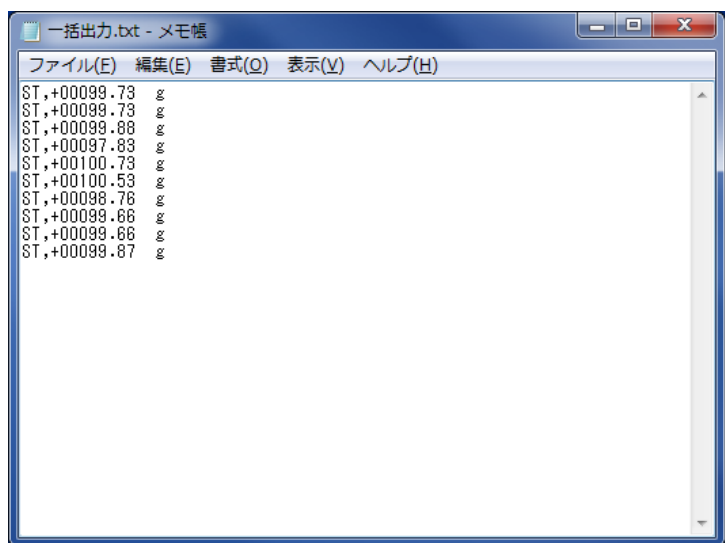 一括出力.txt - メモ帳
ファイル(F) 編集(E) 書式(O) 表示(V) ヘルプ(H)
ST,+00099.73  g
ST,+00099.73  g
ST,+00099.88  g
ST,+00097.83  g
ST,+00100.73  g
ST,+00100.53  g
ST,+00098.76  g
ST,+00099.66  g
ST,+00099.66  g
ST,+00099.87  g